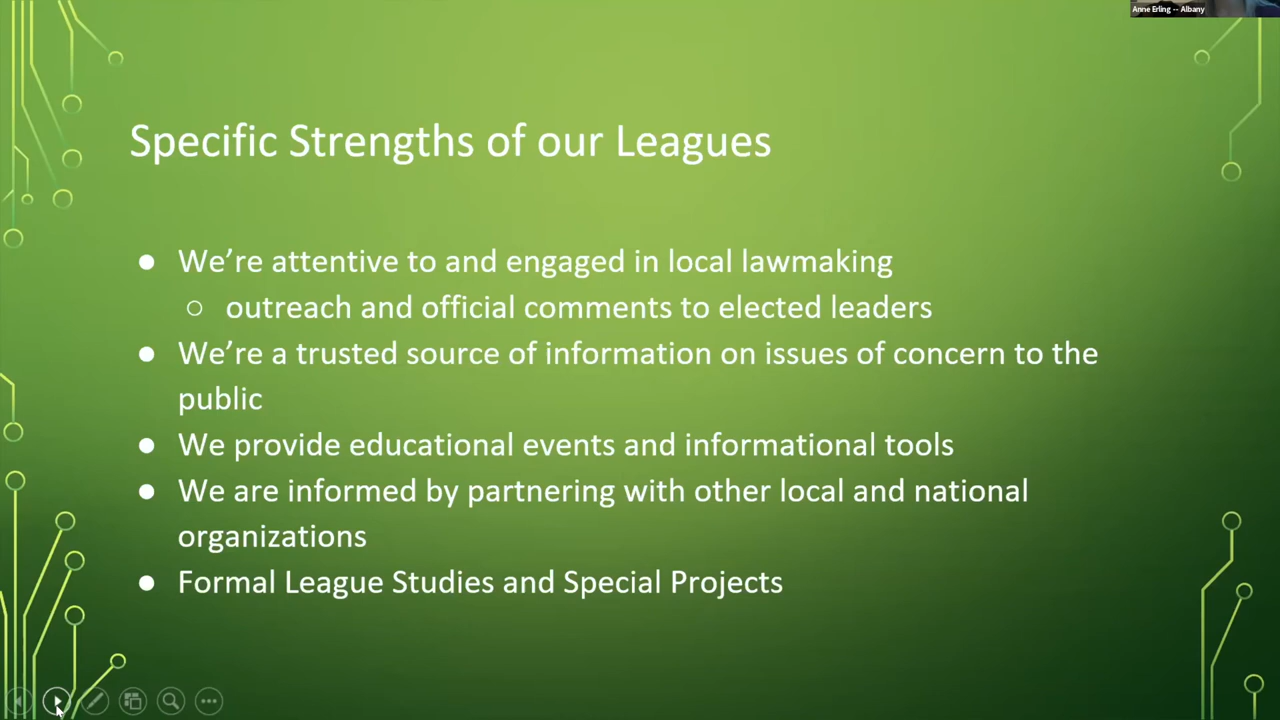 Anne Erling -- Albany
Specific Strengths of our Leagues
● We’re attentive to and engaged in local lawmaking
○ outreach and official comments to elected leaders
● We’re a trusted source of information on issues of concern to the
public
● We provide educational events and informational tools
● We are informed by partnering with other local and national
organizations
● Formal League Studies and Special Projects